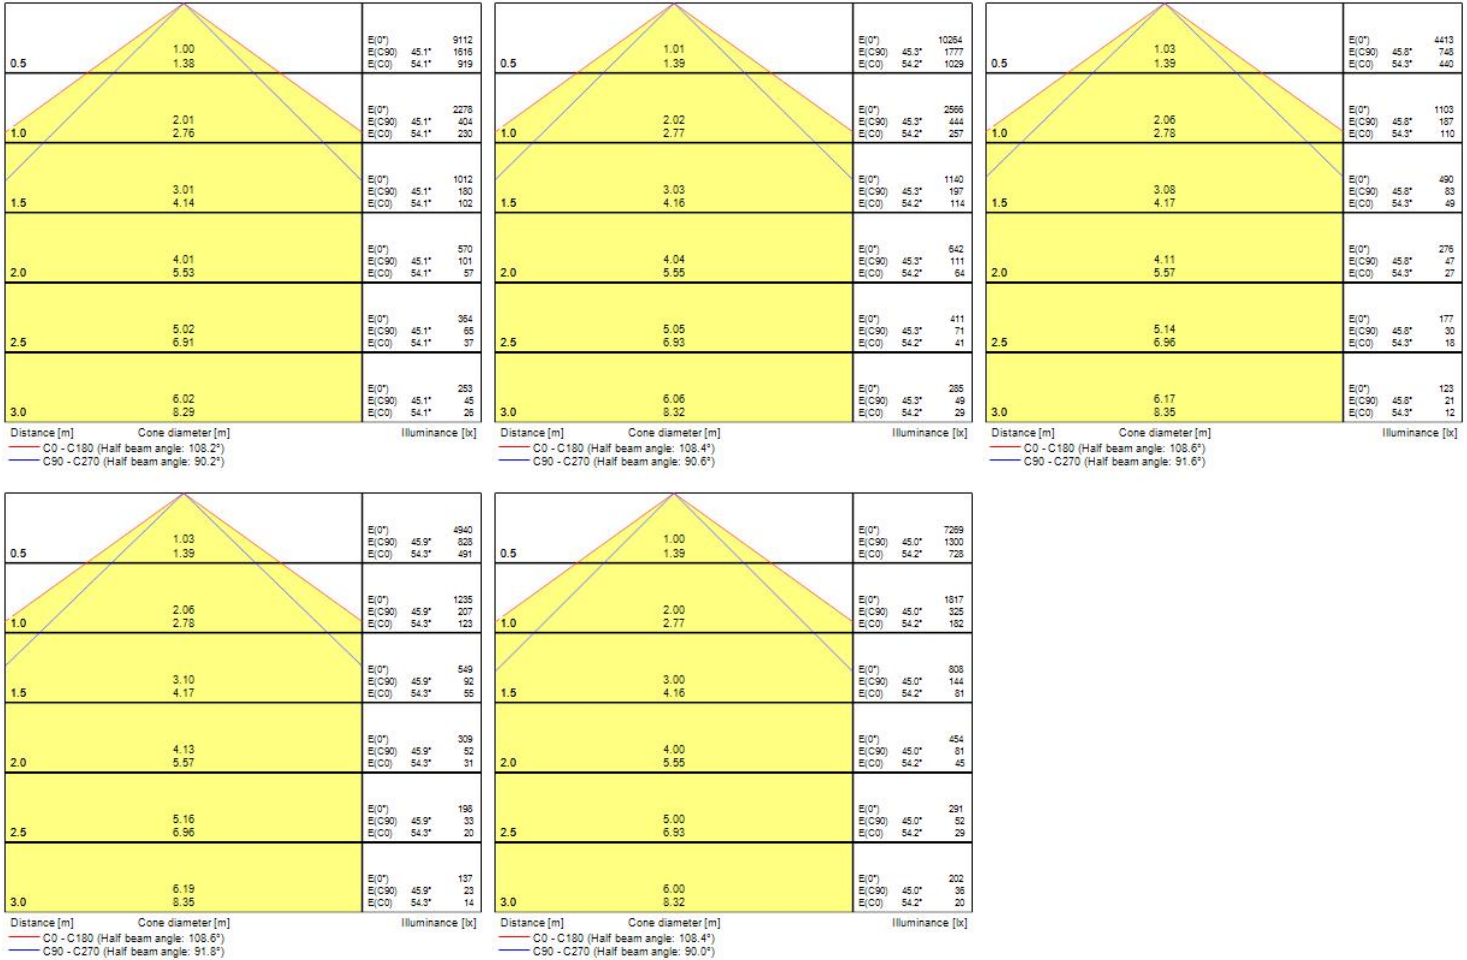 1.00
E(0°) 9112
E(C90) 45.1° 1616
0.5 1.38 E(C0) 54.1° 919
E(0°) 2278
2.01 E(C90) 45.1° 404
1.0 2.76 E(C0) 54.1° 230
E(0°) 1012
3.01 E(C90) 45.1° 180
1.5 4.14 E(C0) 54.1° 102
E(0°) 570
4.01 E(C90) 45.1° 101
2.0 5.53 E(C0) 54.1° 57
E(0°) 364
5.02 E(C90) 45.1° 65
2.5 6.91 E(C0) 54.1° 37
E(0°) 253
6.02 E(C90) 45.1° 45
3.0 8.29 E(C0) 54.1° 26
Distance [m] Cone diameter [m] Illuminance [lx]
C0 - C180 (Half beam angle: 108.2°)
C90 - C270 (Half beam angle: 90.2°)
E(0°) 10264
1.01 E(C90) 45.3° 1777
0.5 1.39 E(C0) 54.2° 1029
E(0°) 2566
2.02 E(C90) 45.3° 444
1.0 2.77 E(C0) 54.2° 257
E(0°) 1140
3.03 E(C90) 45.3° 197
1.5 4.16 E(C0) 54.2° 114
E(0°) 642
4.04 E(C90) 45.3° 111
2.0 5.55 E(C0) 54.2° 64
E(0°) 411
5.05 E(C90) 45.3° 71
2.5 6.93 E(C0) 54.2° 41
E(0°) 285
6.06 E(C90) 45.3° 49
3.0 8.32 E(C0) 54.2° 29
Distance [m] Cone diameter [m] Illuminance [lx]
C0 - C180 (Half beam angle: 108.4°)
C90 - C270 (Half beam angle: 90.6°)
E(0°) 4413
1.03 E(C90) 45.8° 748
0.5 1.39 E(C0) 54.3° 440
E(0°) 1103
2.06 E(C90) 45.8° 187
1.0 2.78 E(C0) 54.3° 110
E(0°) 490
3.08 E(C90) 45.8° 83
1.5 4.17 E(C0) 54.3° 49
E(0°) 276
4.11 E(C90) 45.8° 47
2.0 5.57 E(C0) 54.3° 27
E(0°) 177
5.14 E(C90) 45.8° 30
2.5 6.96 E(C0) 54.3° 18
E(0°) 123
6.17 E(C90) 45.8° 21
3.0 8.35 E(C0) 54.3° 12
Distance [m] Cone diameter [m] Illuminance [lx]
C0 - C180 (Half beam angle: 108.6°)
C90 - C270 (Half beam angle: 91.6°)
E(0°) 4940
1.03 E(C90) 45.9° 828
0.5 1.39 E(C0) 54.3° 491
E(0°) 1235
2.06 E(C90) 45.9° 207
1.0 2.78 E(C0) 54.3° 123
E(0°) 549
3.10 E(C90) 45.9° 92
1.5 4.17 E(C0) 54.3° 55
E(0°) 309
4.13 E(C90) 45.9° 52
2.0 5.57 E(C0) 54.3° 31
E(0°) 198
5.16 E(C90) 45.9° 33
2.5 6.96 E(C0) 54.3° 20
E(0°) 137
6.19 E(C90) 45.9° 23
3.0 8.35 E(C0) 54.3° 14
Distance [m] Cone diameter [m] Illuminance [lx]
C0 - C180 (Half beam angle: 108.6°)
C90 - C270 (Half beam angle: 91.8°)
E(0°) 7269
1.00 E(C90) 45.0° 1300
0.5 1.39 E(C0) 54.2° 728
E(0°) 1817
2.00 E(C90) 45.0° 325
1.0 2.77 E(C0) 54.2° 182
E(0°) 808
3.00 E(C90) 45.0° 144
1.5 4.16 E(C0) 54.2° 81
E(0°) 454
4.00 E(C90) 45.0° 81
2.0 5.55 E(C0) 54.2° 45
E(0°) 291
5.00 E(C90) 45.0° 52
2.5 6.93 E(C0) 54.2° 29
E(0°) 202
6.00 E(C90) 45.0° 36
3.0 8.32 E(C0) 54.2° 20
Distance [m] Cone diameter [m] Illuminance [lx]
C0 - C180 (Half beam angle: 108.4°)
C90 - C270 (Half beam angle: 90.0°)